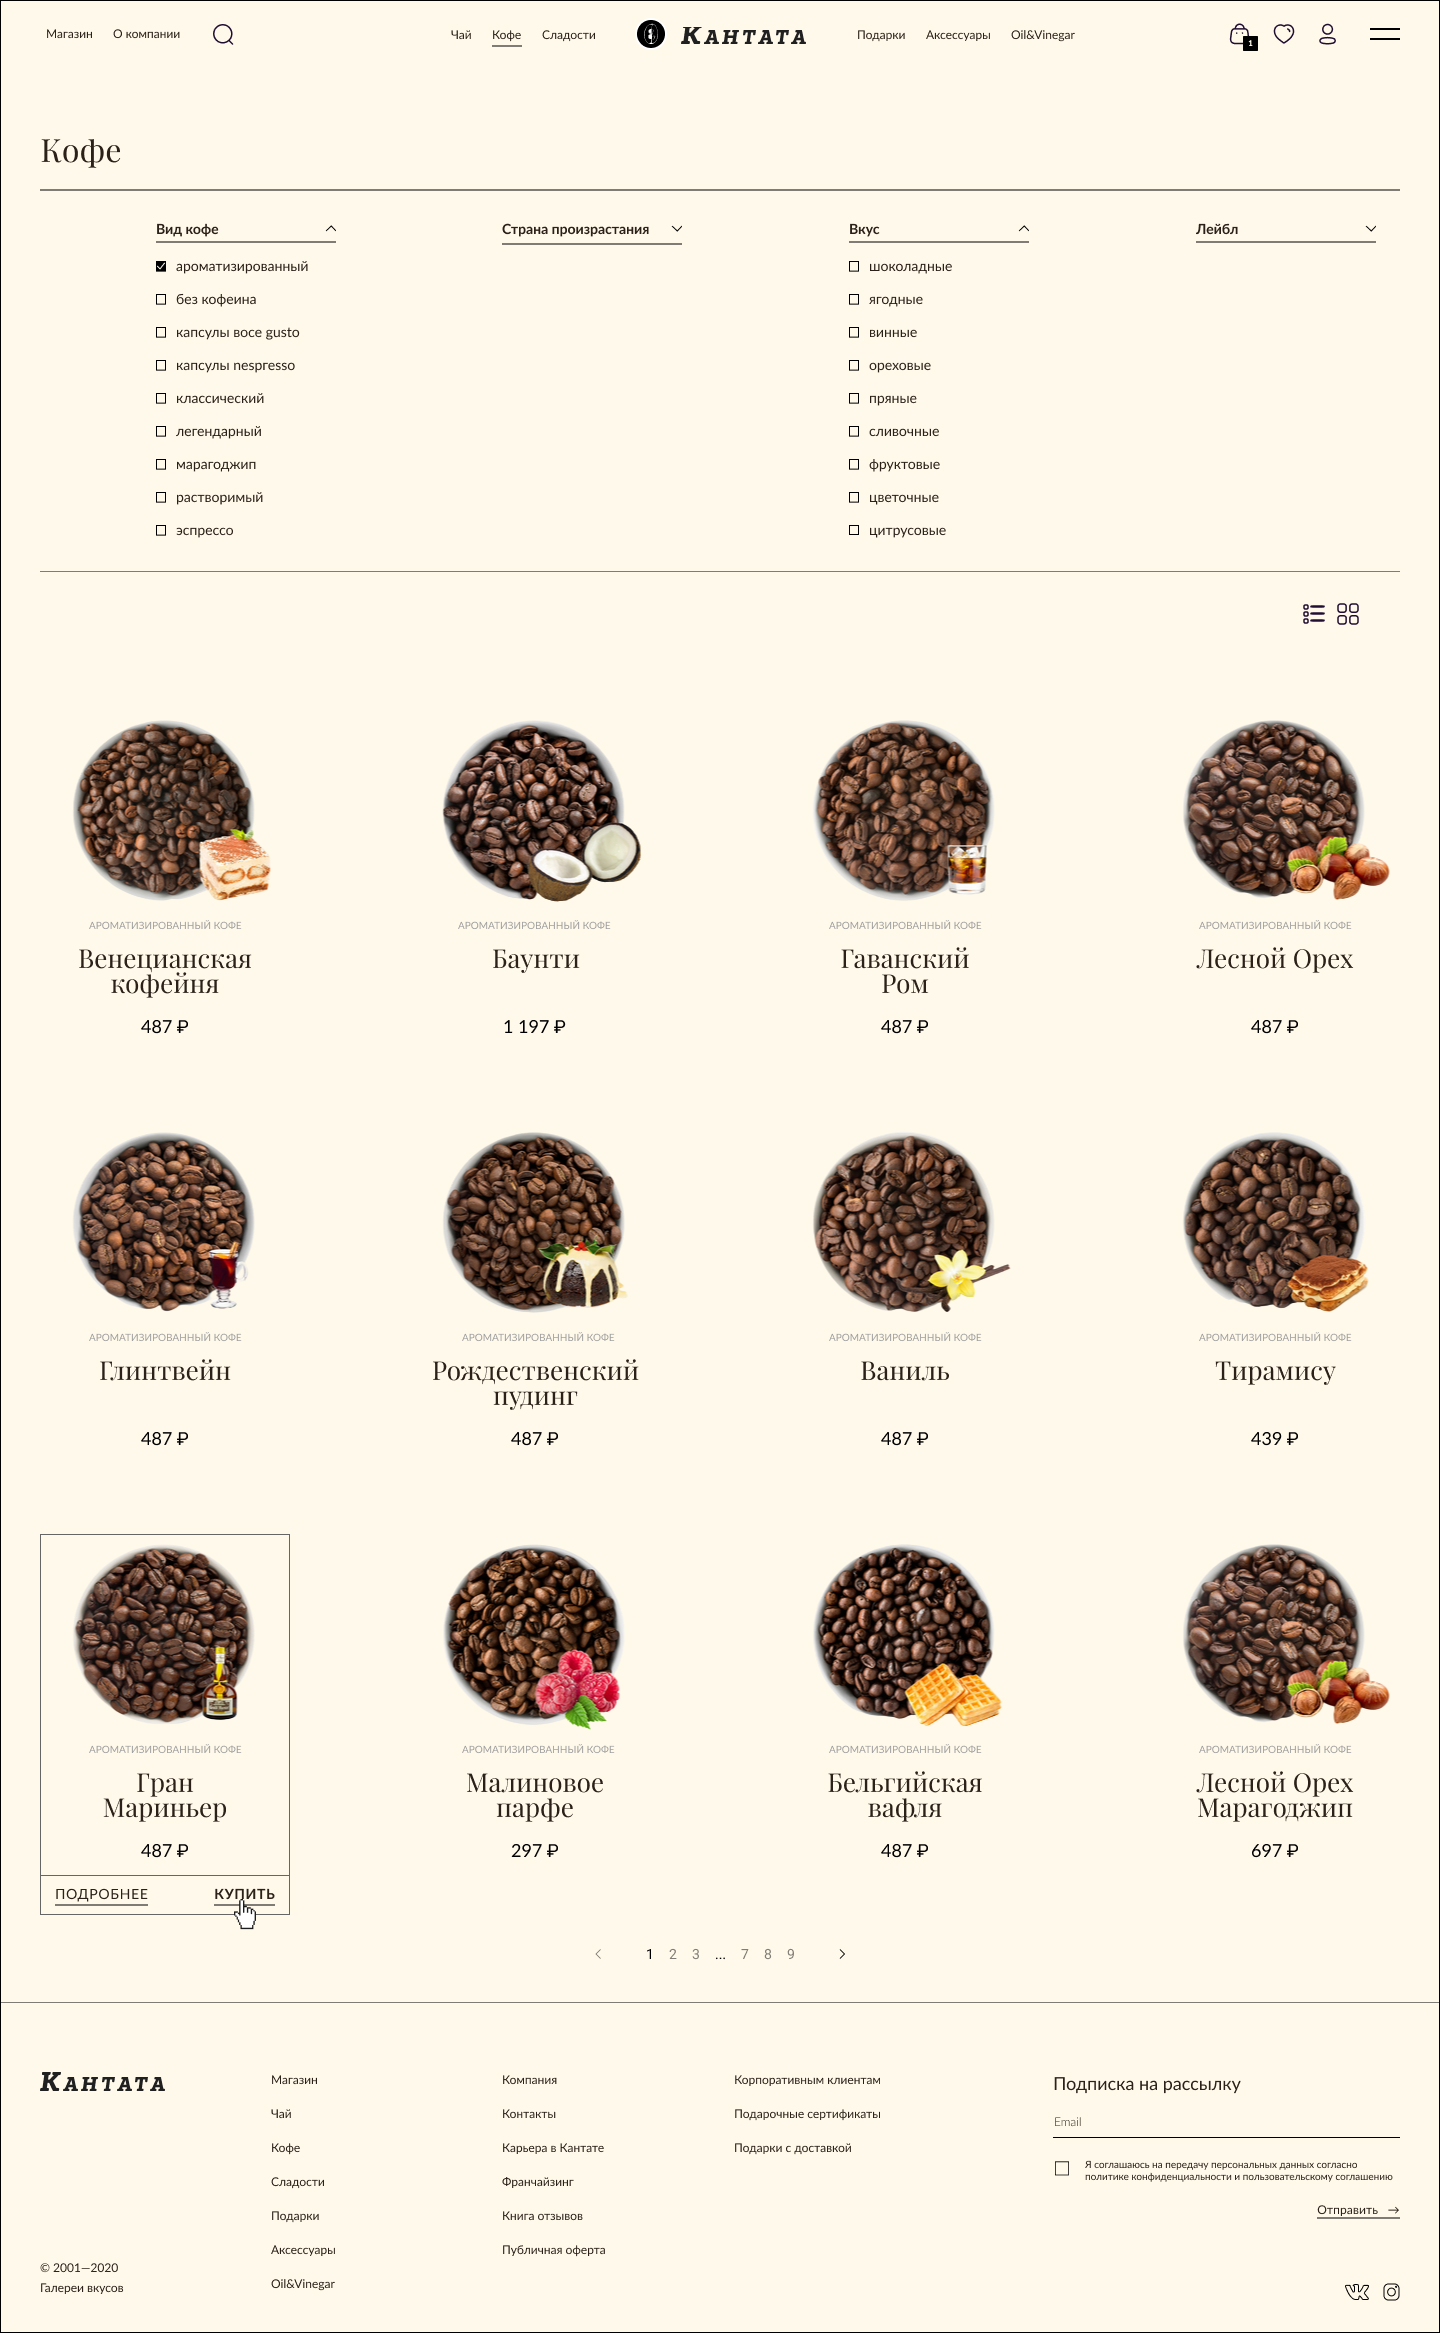 Магазин
О компании
Чай
Кофе
Сладости
КАНТАТА
Подарки
Аксессуары
Oil&Vinegar
1
Кофе
Вид кофе
ароматизированный
без кофеина
капсулы восе gusto
капсулы nespresso
классический
легендарный
марагоджип
растворимый
эспрессо
Страна произрастания
Вкус
шоколадные
ягодные
винные
ореховые
пряные
сливочные
фруктовые
цветочные
цитрусовые
Лейбл
АРОМАТИЗИРОВАННЫЙ КОФЕ
Венецианская
кофейня
487 ₽
АРОМАТИЗИРОВАННЫЙ КОФЕ
Баунти
1 197 ₽
АРОМАТИЗИРОВАННЫЙ КОФЕ
Гаванский
Ром
487 ₽
АРОМАТИЗИРОВАННЫЙ КОФЕ
Лесной Орех
487 ₽
АРОМАТИЗИРОВАННЫЙ КОФЕ
Глинтвейн
487 ₽
АРОМАТИЗИРОВАННЫЙ КОФЕ
Рождественский
пудинг
487 ₽
АРОМАТИЗИРОВАННЫЙ КОФЕ
Ваниль
487 ₽
АРОМАТИЗИРОВАННЫЙ КОФЕ
Тирамису
439 ₽
АРОМАТИЗИРОВАННЫЙ КОФЕ
Гран
Мариньер
487 ₽
ПОДРОБНЕЕ
КУПИТЬ
АРОМАТИЗИРОВАННЫЙ КОФЕ
Малиновое
парфе
297 ₽
АРОМАТИЗИРОВАННЫЙ КОФЕ
Бельгийская
вафля
487 ₽
АРОМАТИЗИРОВАННЫЙ КОФЕ
Лесной Орех
Марагоджип
697 ₽
1 2 3 ... 7 8 9
КАНТАТА
© 2001—2020
Галереи вкусов
Магазин
Чай
Кофе
Сладости
Подарки
Аксессуары
Oil&Vinegar
Компания
Контакты
Карьера в Кантате
Франчайзинг
Книга отзывов
Публичная оферта
Корпоративным клиентам
Подарочные сертификаты
Подарки с доставкой
Подписка на рассылку
Email
Я соглашаюсь на передачу персональных данных согласно
политике конфиденциальности и пользовательскому соглашению
Отправить →